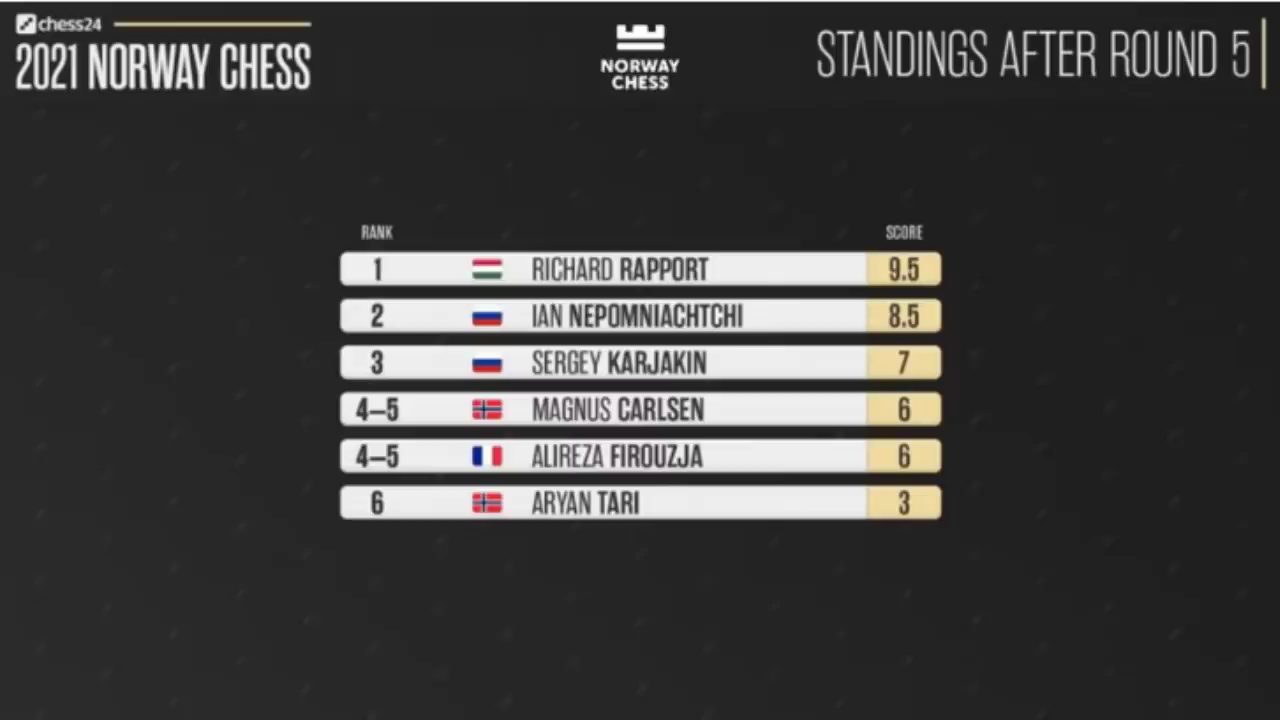 chess24
2021 NORWAY CHESS
NORWAY
CHESS
STANDINGS AFTER ROUND 5
RANK SCORE
1 RICHARD RAPPORT 9.5
2 IAN NEPOMNIACHTCHI 8.5
3 SERGEY KARJAKIN 7
4–5 MAGNUS CARLSEN 6
4–5 ALIREZA FIROUZJA 6
6 ARYAN TARI 3